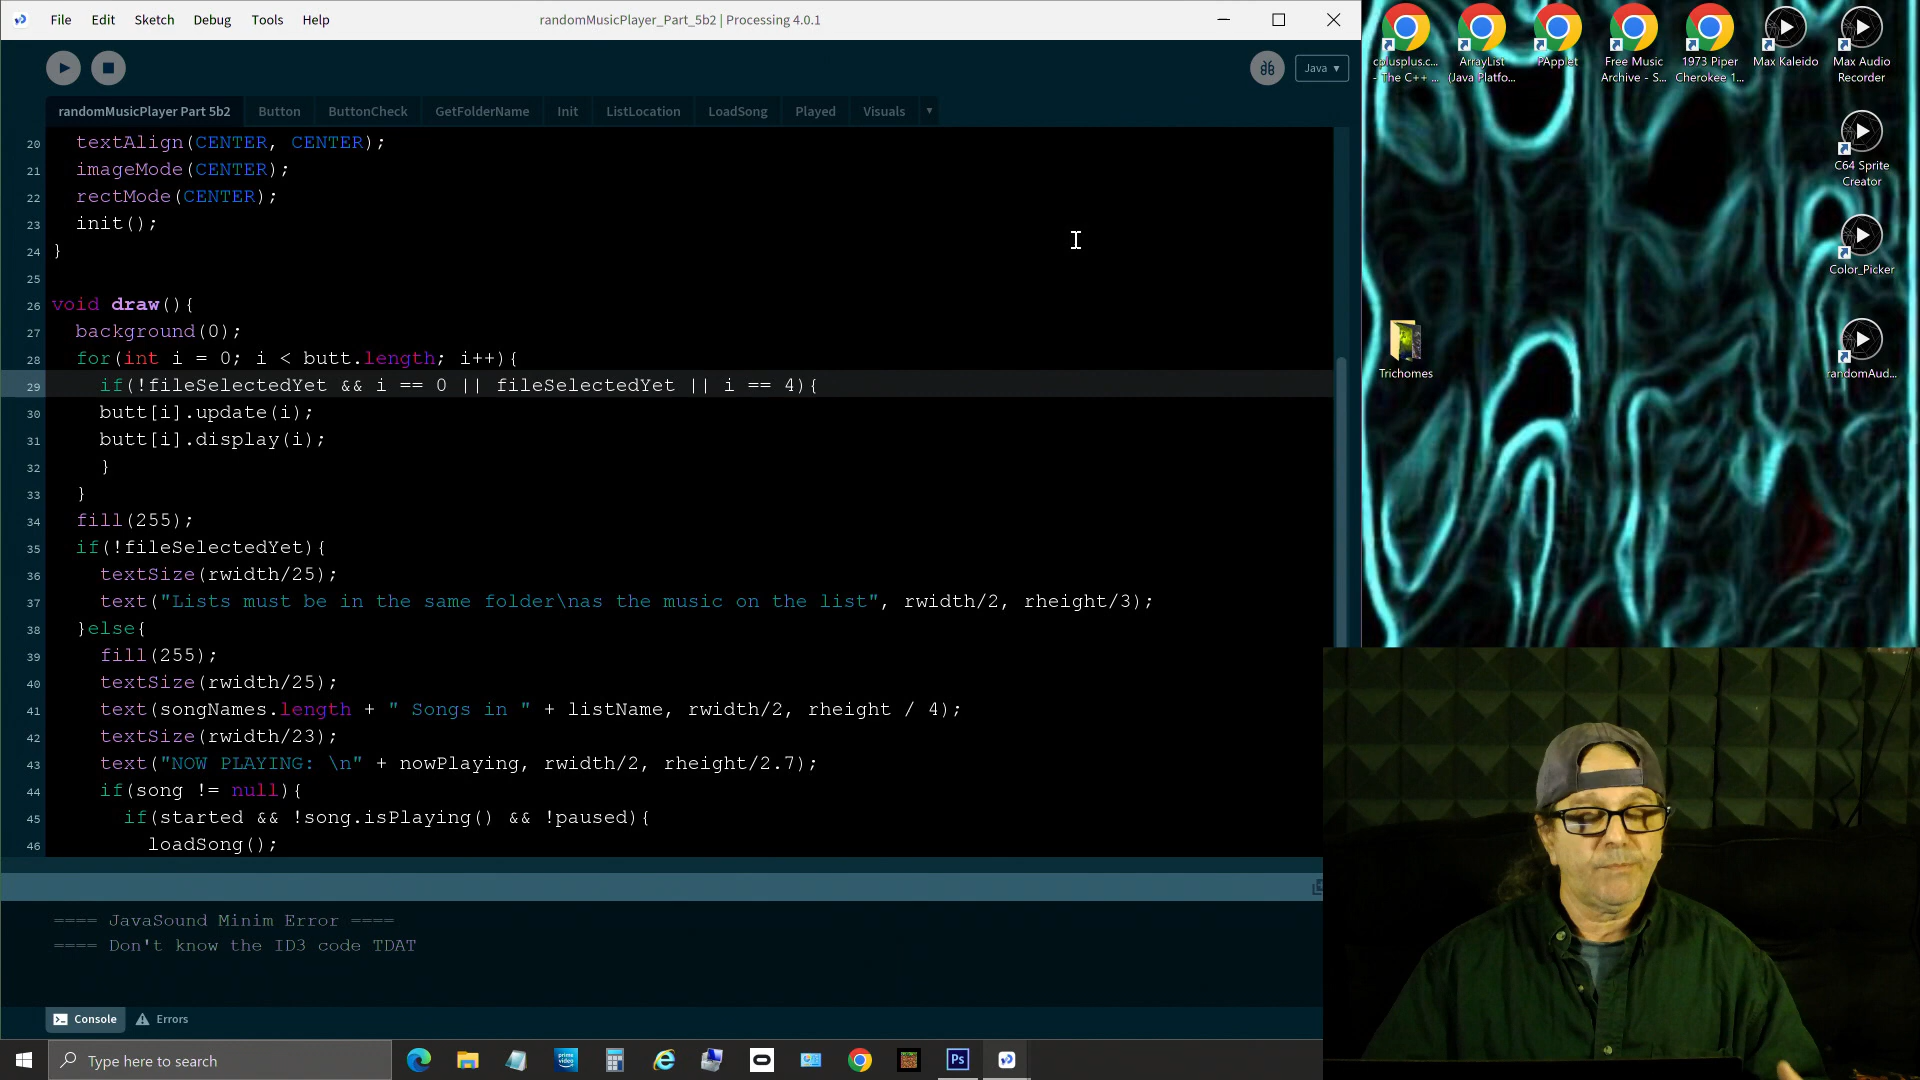 File Edit Sketch Debug Tools Help
randomMusicPlayer_Part_5b2 | Processing 4.0.1
Java ▾
randomMusicPlayer Part 5b2 Button ButtonCheck GetFolderName Init ListLocation LoadSong Played Visuals ▾
20 textAlign(CENTER, CENTER);
21 imageMode(CENTER);
22 rectMode(CENTER);
23 init();
24 }
25
26 void draw(){
27 background(0);
28 for(int i = 0; i < butt.length; i++){
29 if(!fileSelectedYet && i == 0 || fileSelectedYet || i == 4){
30 butt[i].update(i);
31 butt[i].display(i);
32 }
33 }
34 fill(255);
35 if(!fileSelectedYet){
36 textSize(rwidth/25);
37 text("Lists must be in the same folder\nas the music on the list", rwidth/2, rheight/3);
38 }else{
39 fill(255);
40 textSize(rwidth/25);
41 text(songNames.length + " Songs in " + listName, rwidth/2, rheight / 4);
42 textSize(rwidth/23);
43 text("NOW PLAYING: \n" + nowPlaying, rwidth/2, rheight/2.7);
44 if(song != null){
45 if(started && !song.isPlaying() && !paused){
46 loadSong();
==== JavaSound Minim Error ====
==== Don't know the ID3 code TDAT
Console Errors
Type here to search
prime video
Ps
cplusplus.c...
- The C++ ...
ArrayList
(Java Platfo...
PApplet
Free Music
Archive - S...
1973 Piper
Cherokee 1...
Max Kaleido
Max Audio
Recorder
C64 Sprite
Creator
Color_Picker
Trichomes
randomAud...